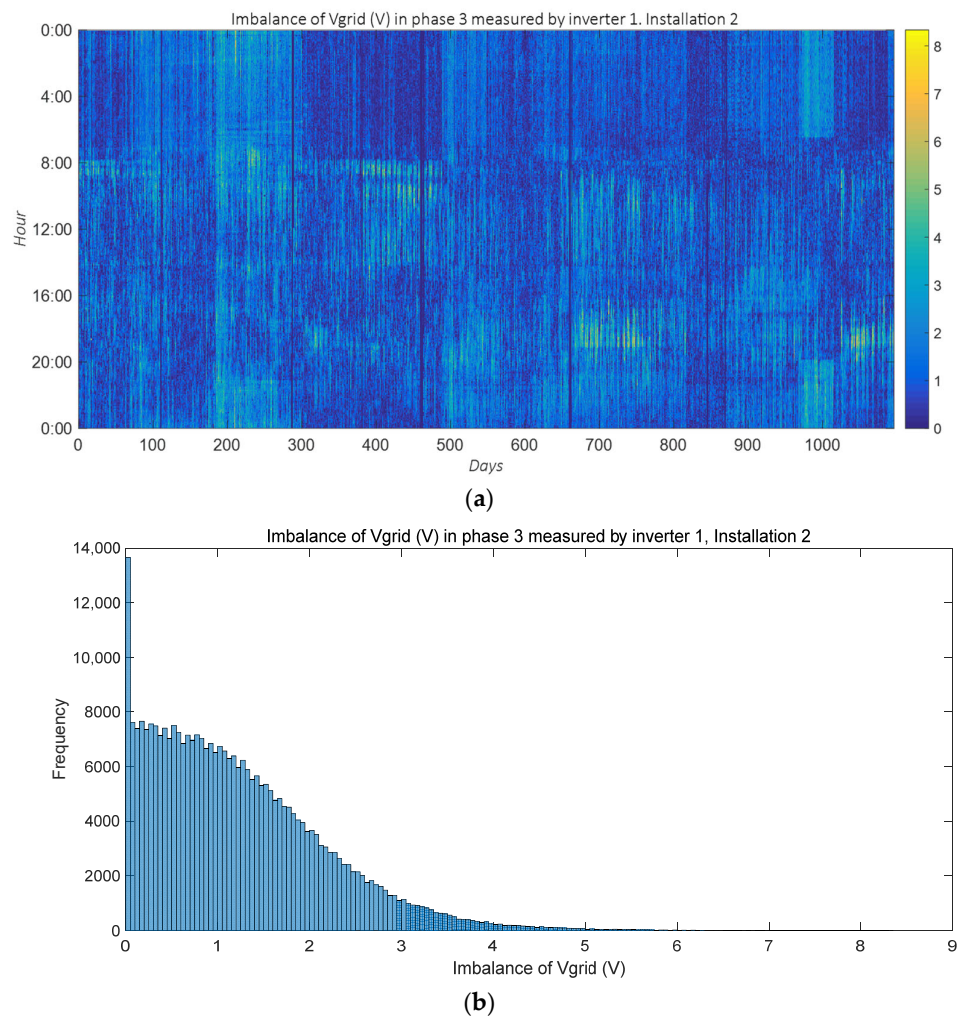 Imbalance of Vgrid (V) in phase 3 measured by inverter 1. Installation 2
0:00
4:00
8:00
12:00
16:00
20:00
0:00
Hour
0 100 200 300 400 500 600 700 800 900 1000
Days
8
7
6
5
4
3
2
1
0
(a)
Imbalance of Vgrid (V) in phase 3 measured by inverter 1, Installation 2
14,000
12,000
10,000
8000
6000
4000
2000
0
Frequency
0 1 2 3 4 5 6 7 8 9
Imbalance of Vgrid (V)
(b)